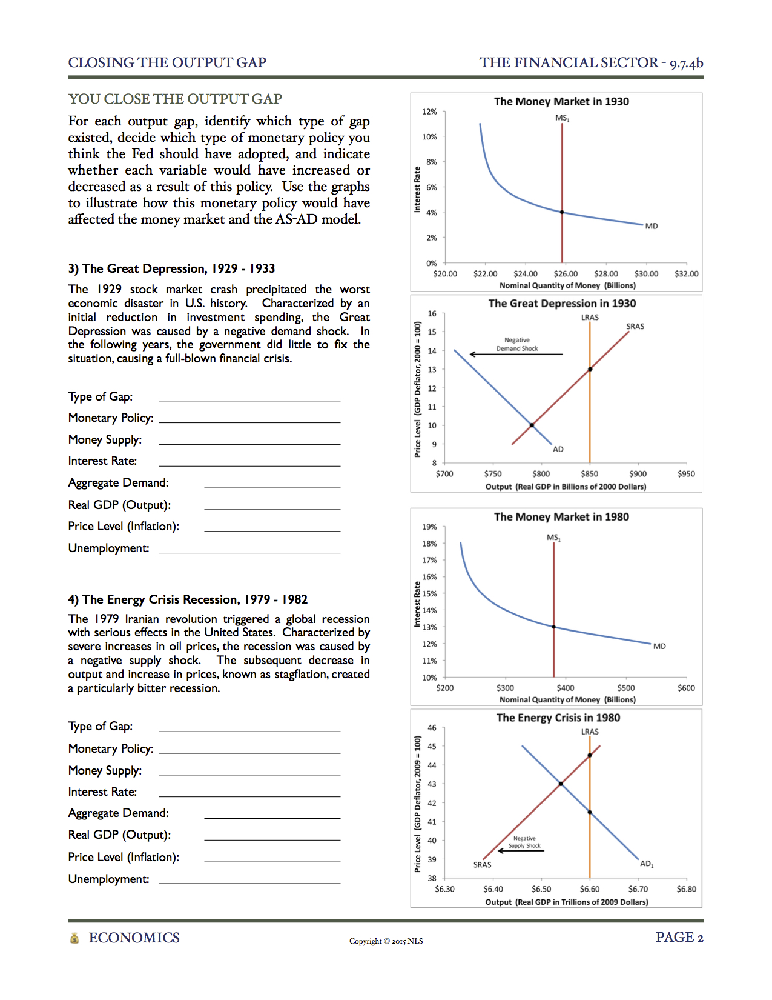 CLOSING THE OUTPUT GAP
THE FINANCIAL SECTOR - 9.7.4b
YOU CLOSE THE OUTPUT GAP
For each output gap, identify which type of gap
existed, decide which type of monetary policy you
think the Fed should have adopted, and indicate
whether each variable would have increased or
decreased as a result of this policy. Use the graphs
to illustrate how this monetary policy would have
affected the money market and the AS-AD model.
3) The Great Depression, 1929 - 1933
The 1929 stock market crash precipitated the worst
economic disaster in U.S. history. Characterized by an
initial reduction in investment spending, the Great
Depression was caused by a negative demand shock. In
the following years, the government did little to fix the
situation, causing a full-blown financial crisis.
Type of Gap:
Monetary Policy:
Money Supply:
Interest Rate:
Aggregate Demand:
Real GDP (Output):
Price Level (Inflation):
Unemployment:
4) The Energy Crisis Recession, 1979 - 1982
The 1979 Iranian revolution triggered a global recession
with serious effects in the United States. Characterized by
severe increases in oil prices, the recession was caused by
a negative supply shock. The subsequent decrease in
output and increase in prices, known as stagflation, created
a particularly bitter recession.
Type of Gap:
Monetary Policy:
Money Supply:
Interest Rate:
Aggregate Demand:
Real GDP (Output):
Price Level (Inflation):
Unemployment:
The Money Market in 1930
Interest Rate
12%
10%
8%
6%
4%
2%
0%
MS1
MD
$20.00 $22.00 $24.00 $26.00 $28.00 $30.00 $32.00
Nominal Quantity of Money (Billions)
The Great Depression in 1930
Price Level (GDP Deflator, 2000 = 100)
16
15
14
13
12
11
10
9
8
LRAS
SRAS
Negative
Demand Shock
AD
$700 $750 $800 $850 $900 $950
Output (Real GDP in Billions of 2000 Dollars)
The Money Market in 1980
Interest Rate
19%
18%
17%
16%
15%
14%
13%
12%
11%
10%
MS1
MD
$200 $300 $400 $500 $600
Nominal Quantity of Money (Billions)
The Energy Crisis in 1980
Price Level (GDP Deflator, 2009 = 100)
46
45
44
43
42
41
40
39
38
LRAS
Negative
Supply Shock
SRAS
AD1
$6.30 $6.40 $6.50 $6.60 $6.70 $6.80
Output (Real GDP in Trillions of 2009 Dollars)
ECONOMICS
Copyright © 2015 NLS
PAGE 2